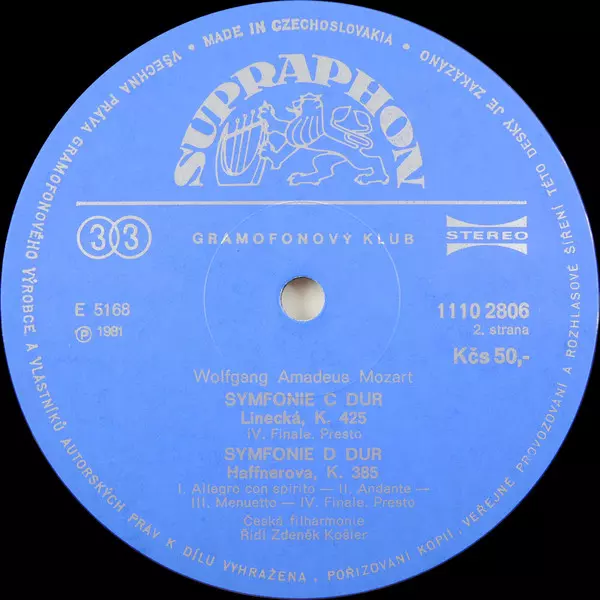 VŠECHNA PRÁVA GRAMOFONOVÉHO VÝROBCE A VLASTNÍKŮ AUTORSKÝCH PRÁV K DÍLU VYHRAŽENA. POŘIZOVÁNÍ KOPIÍ, VEŘEJNÉ PROVOZOVÁNÍ A ROZHLASOVÉ ŠÍŘENÍ TÉTO DESKY JE ZAKÁZÁNO • MADE IN CZECHOSLOVAKIA •
SUPRAPHON
33
GRAMOFONOVÝ KLUB
STEREO
E 5168
1110 2806
℗ 1981
2. strana
Kčs 50,-
Wolfgang Amadeus Mozart
SYMFONIE C DUR
Linecká, K. 425
IV. Finale. Presto
SYMFONIE D DUR
Haffnerova, K. 385
I. Allegro con spirito — II. Andante —
III. Menuetto — IV. Finale. Presto
Česká filharmonie
Řídí Zdeněk Košler